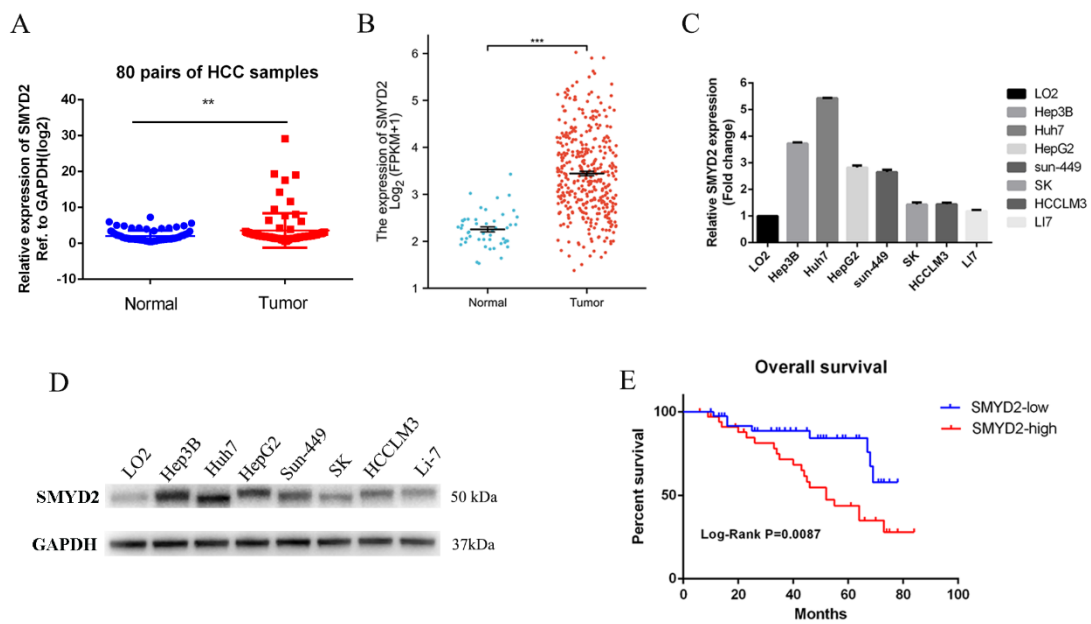 A
80 pairs of HCC samples
Relative expression of SMYD2
Ref. to GAPDH(log2)
40
30
20
10
0
-10
**
Normal
Tumor
B
The expression of SMYD2
Log2 (FPKM+1)
6
5
4
3
2
1
***
Normal
Tumor
C
Relative SMYD2 expression
(Fold change)
6
5
4
3
2
1
0
LO2
Hep3B
Huh7
HepG2
sun-449
SK
HCCLM3
LI7
LO2
Hep3B
Huh7
HepG2
sun-449
SK
HCCLM3
LI7
D
LO2
Hep3B
Huh7
HepG2
Sun-449
SK
HCCLM3
Li-7
SMYD2
50 kDa
GAPDH
37kDa
E
Overall survival
Percent survival
100
50
0
SMYD2-low
SMYD2-high
Log-Rank P=0.0087
0
20
40
60
80
100
Months